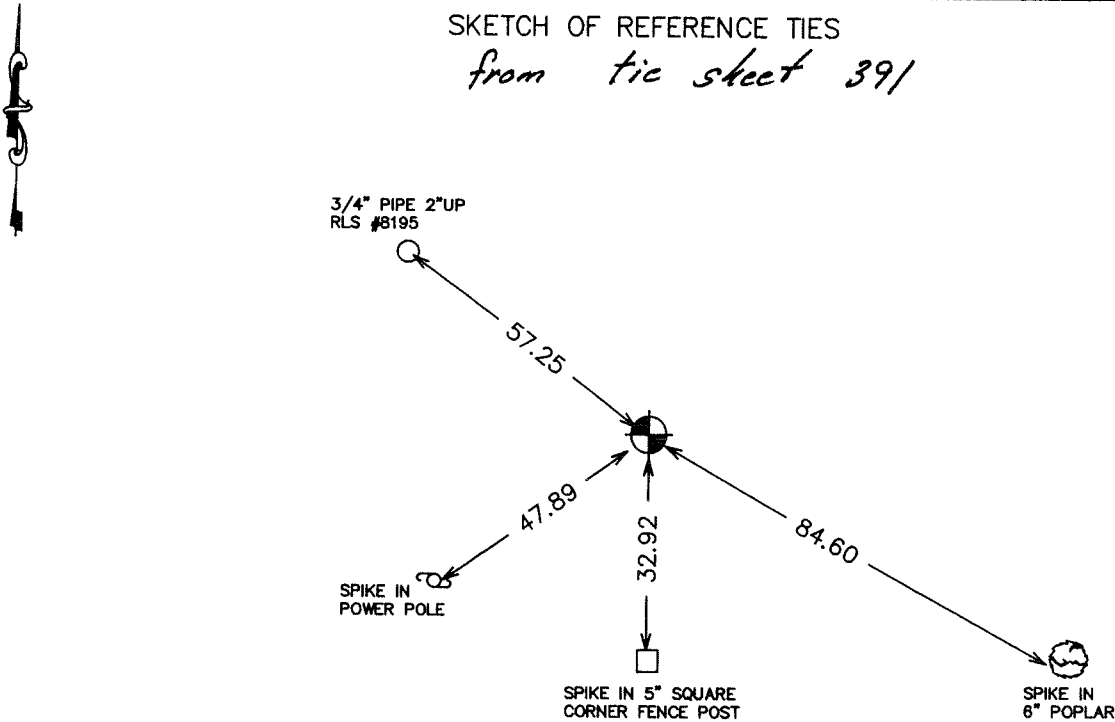 SKETCH OF REFERENCE TIES
from tie sheet 391
3/4" PIPE 2"UP
RLS #8195
57.25
47.89
32.92
84.60
SPIKE IN
POWER POLE
SPIKE IN 5" SQUARE
CORNER FENCE POST
SPIKE IN
6" POPLAR